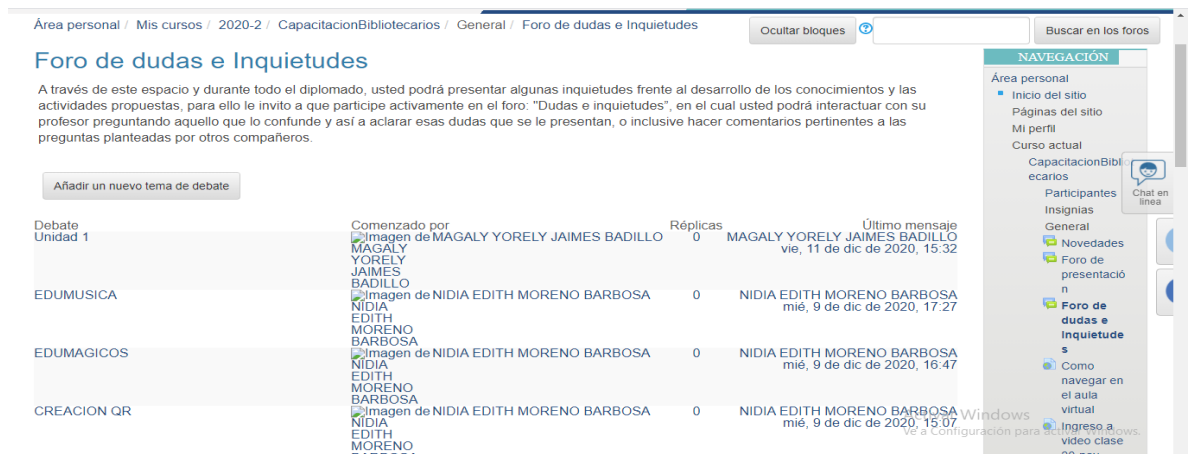 Área personal / Mis cursos / 2020-2 / CapacitacionBibliotecarios / General / Foro de dudas e Inquietudes
Ocultar bloques
Buscar en los foros
Foro de dudas e Inquietudes
A través de este espacio y durante todo el diplomado, usted podrá presentar algunas inquietudes frente al desarrollo de los conocimientos y las
actividades propuestas, para ello le invito a que participe activamente en el foro: "Dudas e inquietudes", en el cual usted podrá interactuar con su
profesor preguntando aquello que lo confunde y así a aclarar esas dudas que se le presentan, o inclusive hacer comentarios pertinentes a las
preguntas planteadas por otros compañeros.
Añadir un nuevo tema de debate
Debate Comenzado por Réplicas Último mensaje
Unidad 1 Imagen de MAGALY YORELY JAIMES BADILLO 0 MAGALY YORELY JAIMES BADILLO
MAGALY vie, 11 de dic de 2020, 15:32
YORELY
JAIMES
BADILLO
EDUMUSICA Imagen de NIDIA EDITH MORENO BARBOSA 0 NIDIA EDITH MORENO BARBOSA
NIDIA mié, 9 de dic de 2020, 17:27
EDITH
MORENO
BARBOSA
EDUMAGICOS Imagen de NIDIA EDITH MORENO BARBOSA 0 NIDIA EDITH MORENO BARBOSA
NIDIA mié, 9 de dic de 2020, 16:47
EDITH
MORENO
BARBOSA
CREACION QR Imagen de NIDIA EDITH MORENO BARBOSA 0 NIDIA EDITH MORENO BARBOSA
NIDIA mié, 9 de dic de 2020, 15:07
EDITH
MORENO
NAVEGACIÓN
Área personal
Inicio del sitio
Páginas del sitio
Mi perfil
Curso actual
CapacitacionBibl
ecarios
Participantes
Insignias
General
Novedades
Foro de
presentació
n
Foro de
dudas e
Inquietude
s
Como
navegar en
el aula
virtual
Ingreso a
video clase
Chat en
linea
Activar Windows
Ve a Configuración para activar Windows.